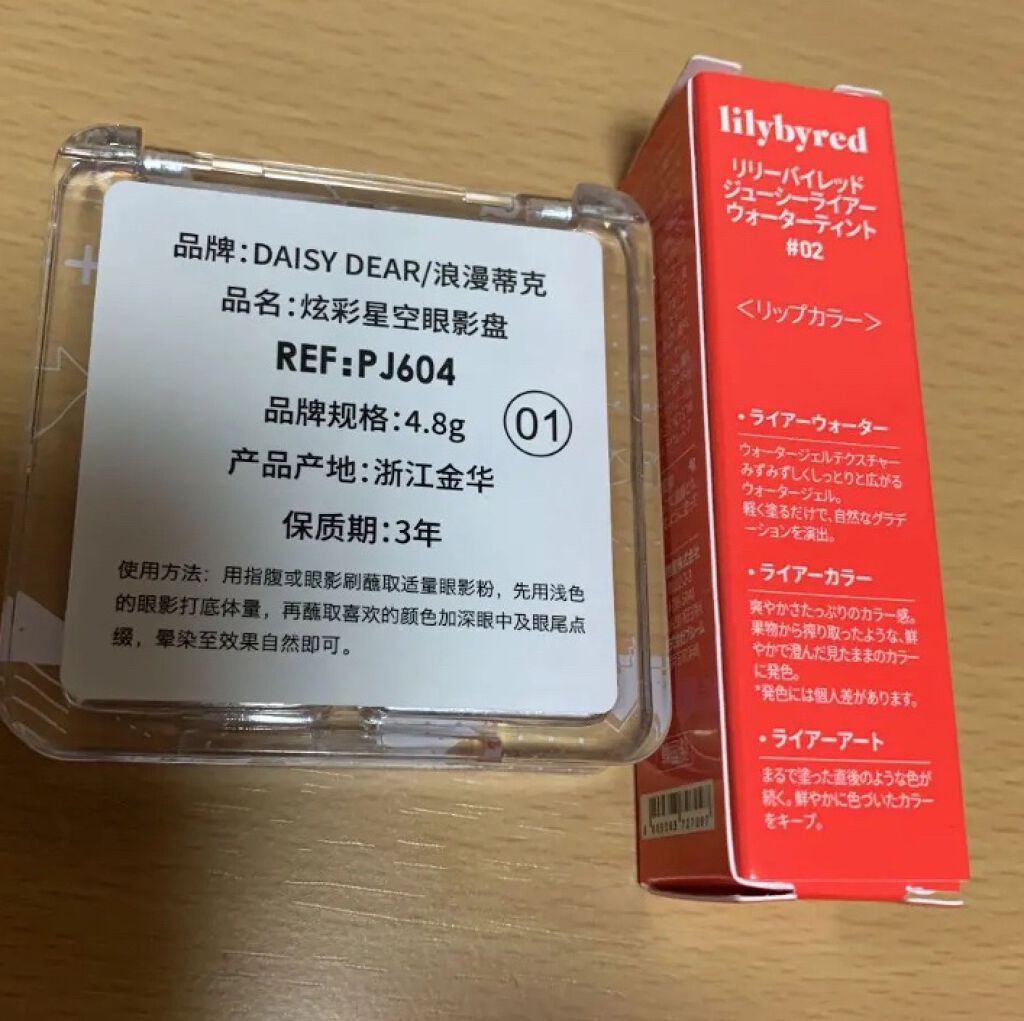 品牌:DAISY DEAR/浪漫蒂克
品名:炫彩星空眼影盘
REF:PJ604
品牌规格:4.8g
01
产品产地:浙江金华
保质期:3年
使用方法：用指腹或眼影刷蘸取适量眼影粉，先用浅色
的眼影打底体量，再蘸取喜欢的颜色加深眼中及眼尾点
缀，晕染至效果自然即可。
lilybyred
リリーバイレッド
ジューシーライアー
ウォーターティント
#02
＜リップカラー＞
・ライアーウォーター
ウォータージェルテクスチャー
みずみずしくしっとりと広がる
ウォータージェル。
軽く塗るだけで、自然なグラデ
ーションを演出。
・ライアーカラー
爽やかさたっぷりのカラー感。
果物から搾り取ったような、鮮
やかで澄んだ見たままのカラー
に発色。
*発色には個人差があります。
・ライアーアート
まるで塗った直後のような色が
続く。鮮やかに色づいたカラー
をキープ。